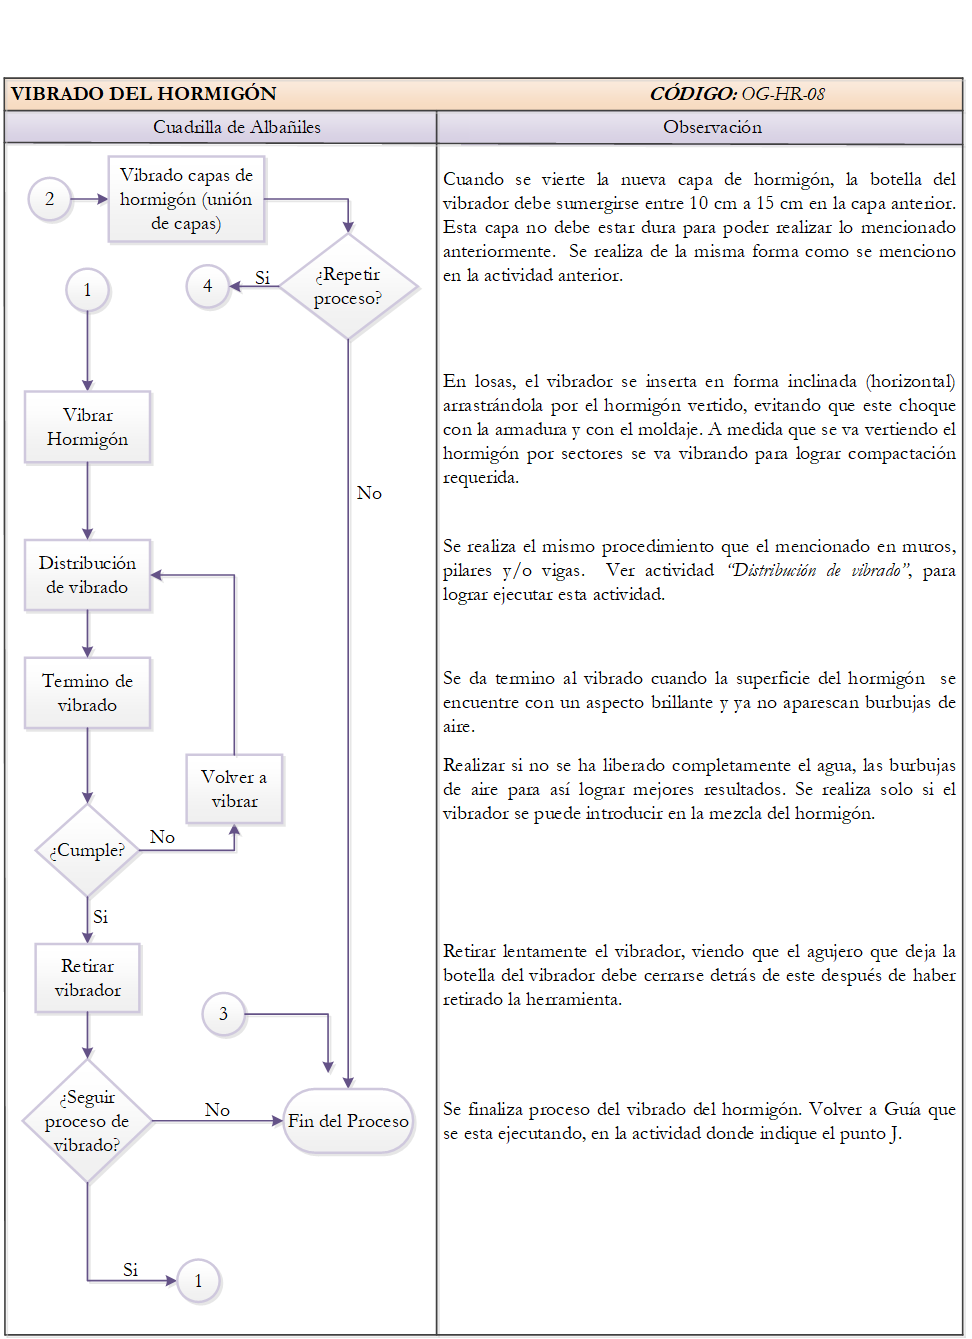 VIBRADO DEL HORMIGÓN CÓDIGO: OG-HR-08
Cuadrilla de Albañiles
Observación
2
Vibrado capas de
hormigón (unión
de capas)
¿Repetir
proceso?
Si
4
No
1
Vibrar
Hormigón
Distribución
de vibrado
Termino de
vibrado
Volver a
vibrar
¿Cumple?
No
Si
Retirar
vibrador
3
¿Seguir
proceso de
vibrado?
No
Fin del Proceso
Si
1
Cuando se vierte la nueva capa de hormigón, la botella del
vibrador debe sumergirse entre 10 cm a 15 cm en la capa anterior.
Esta capa no debe estar dura para poder realizar lo mencionado
anteriormente. Se realiza de la misma forma como se menciono
en la actividad anterior.
En losas, el vibrador se inserta en forma inclinada (horizontal)
arrastrándola por el hormigón vertido, evitando que este choque
con la armadura y con el moldaje. A medida que se va vertiendo el
hormigón por sectores se va vibrando para lograr compactación
requerida.
Se realiza el mismo procedimiento que el mencionado en muros,
pilares y/o vigas. Ver actividad “Distribución de vibrado”, para
lograr ejecutar esta actividad.
Se da termino al vibrado cuando la superficie del hormigón se
encuentre con un aspecto brillante y ya no aparescan burbujas de
aire.
Realizar si no se ha liberado completamente el agua, las burbujas
de aire para así lograr mejores resultados. Se realiza solo si el
vibrador se puede introducir en la mezcla del hormigón.
Retirar lentamente el vibrador, viendo que el agujero que deja la
botella del vibrador debe cerrarse detrás de este después de haber
retirado la herramienta.
Se finaliza proceso del vibrado del hormigón. Volver a Guía que
se esta ejecutando, en la actividad donde indique el punto J.